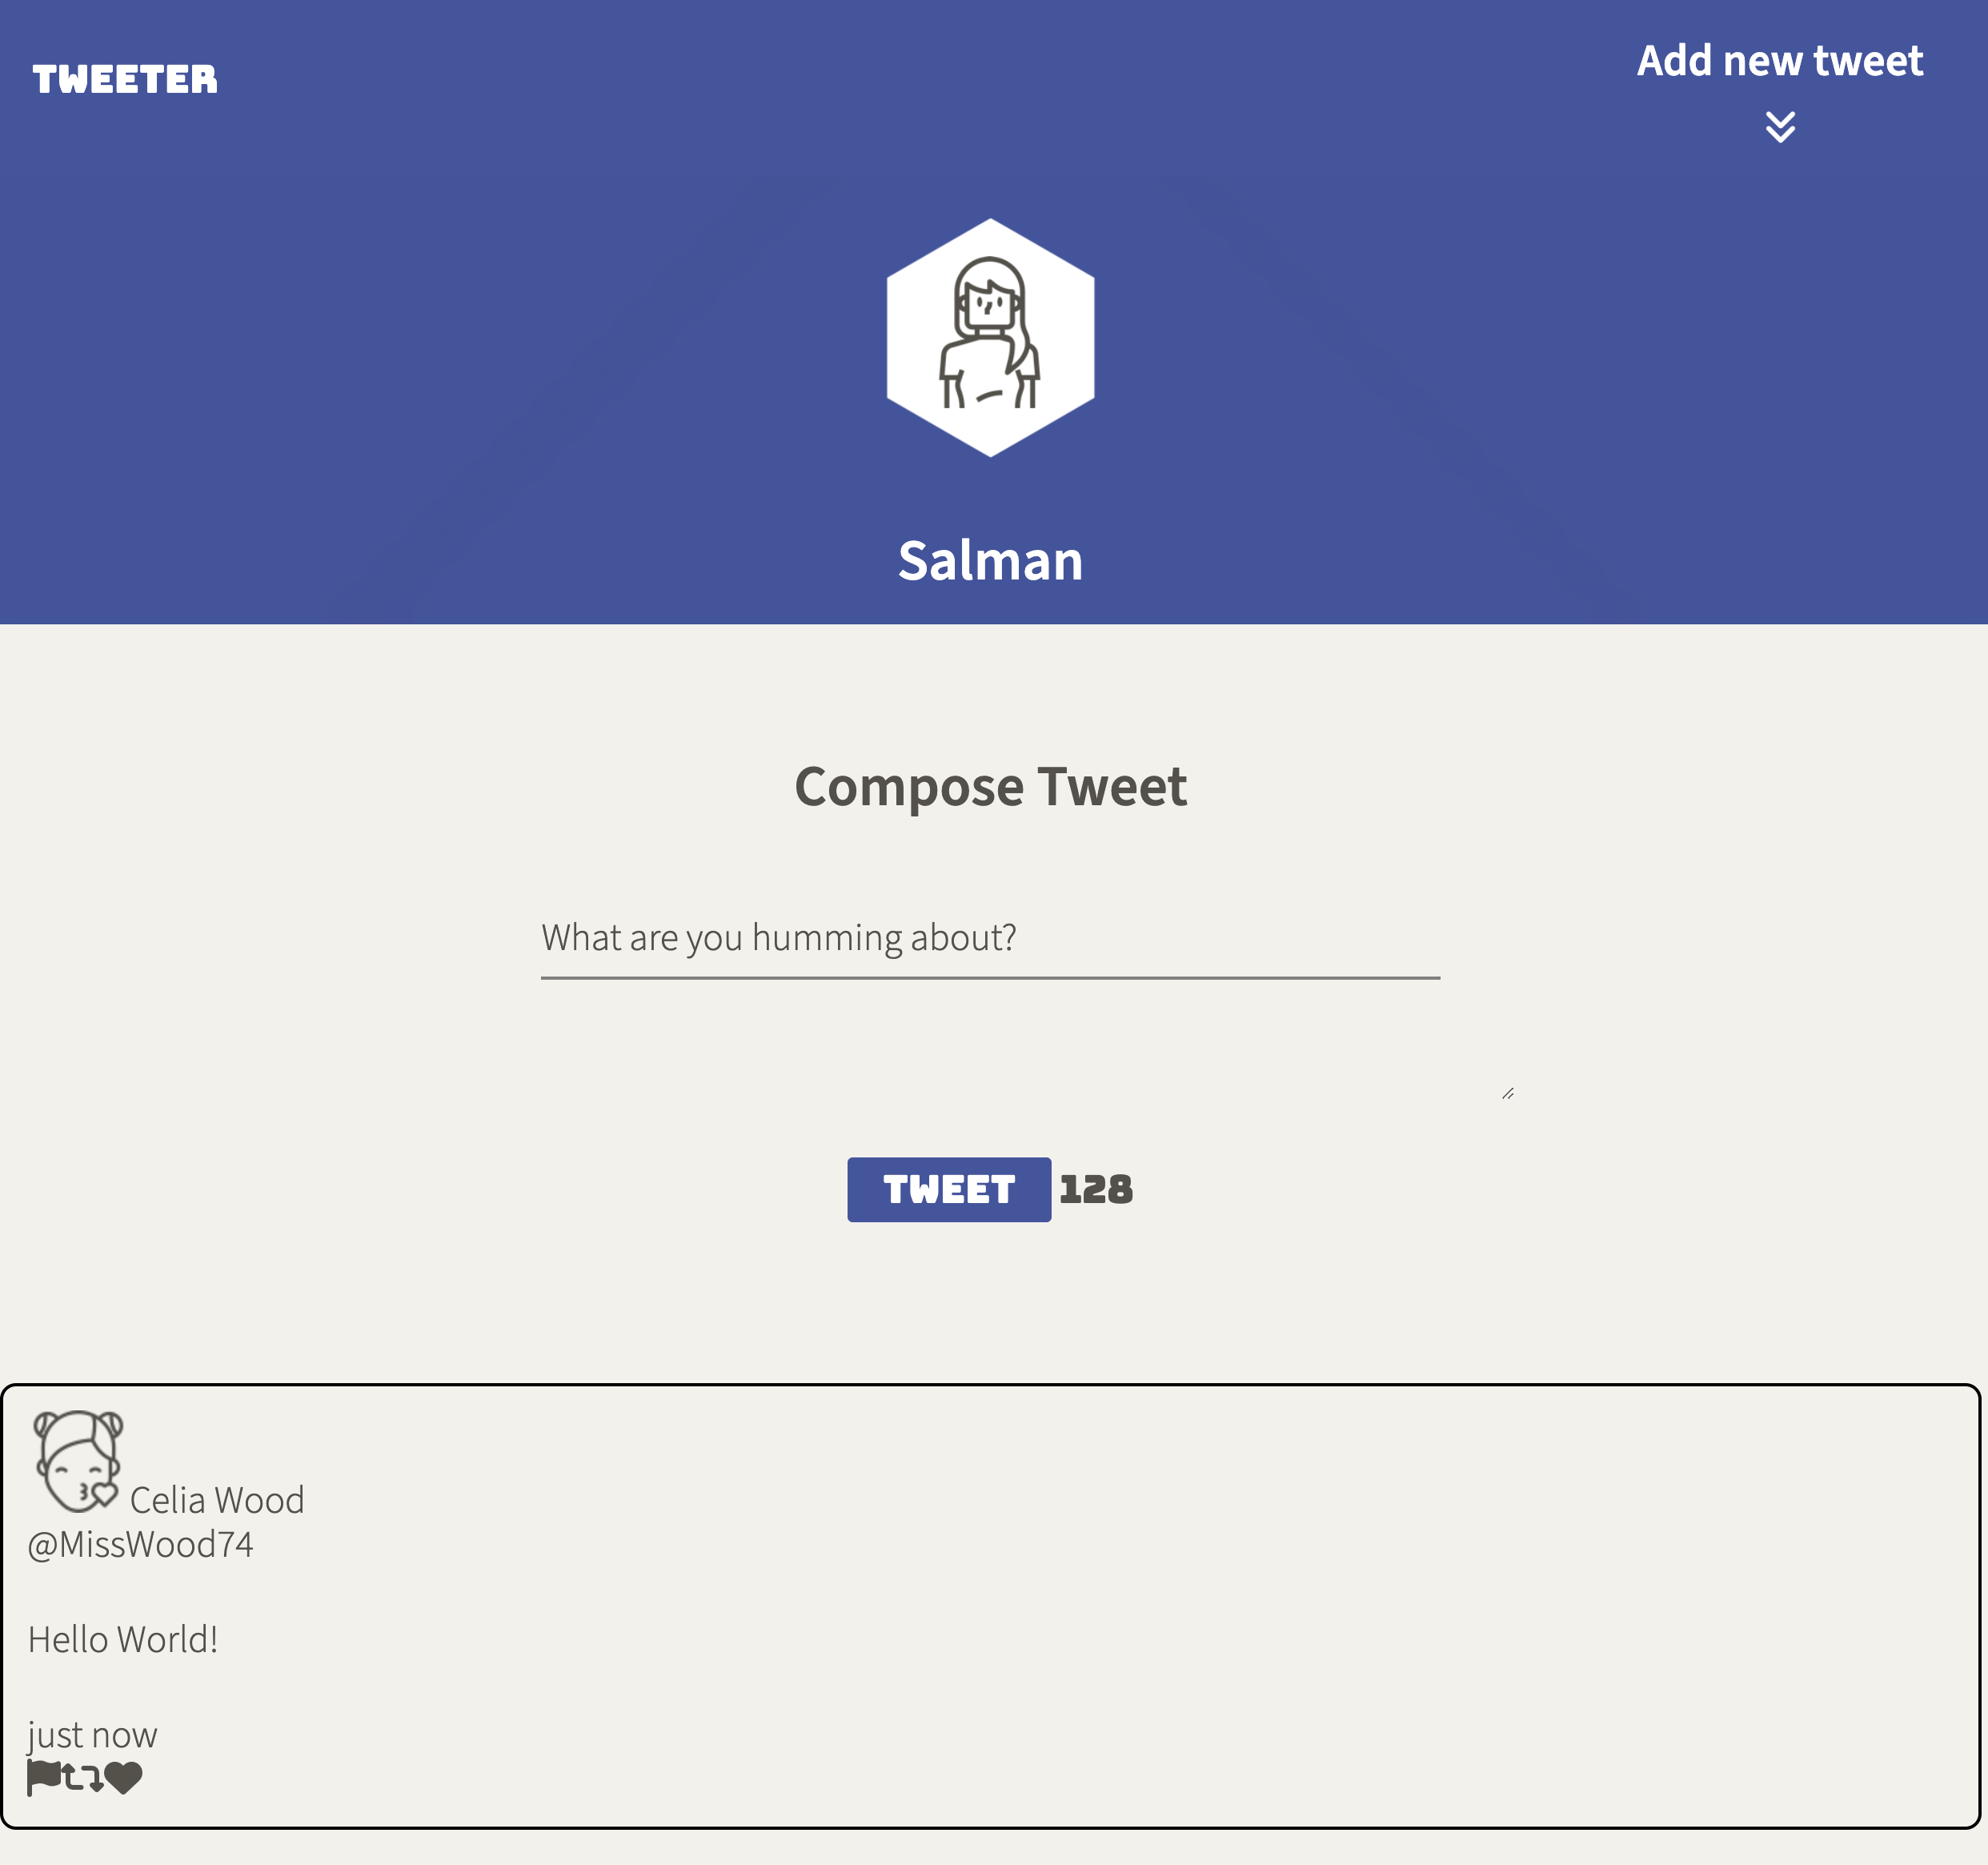 TWEETER
Add new tweet
Salman
Compose Tweet
What are you humming about?
TWEET 128
Celia Wood
@MissWood74
Hello World!
just now